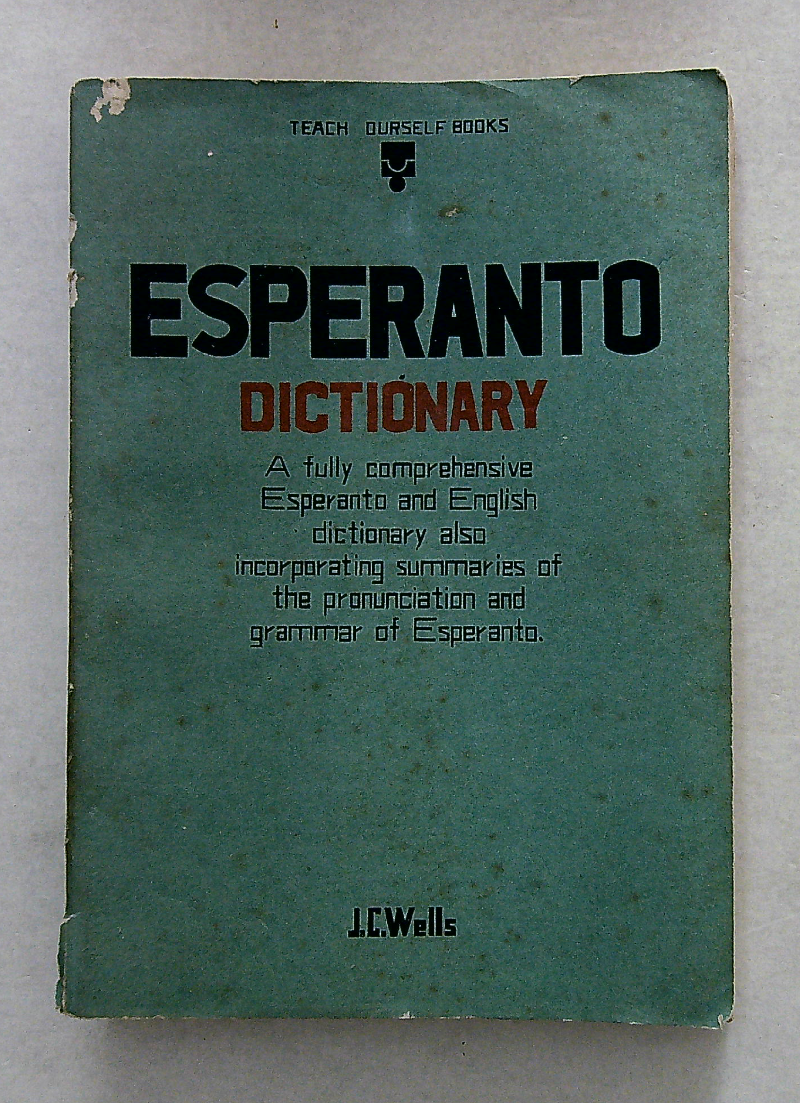 TEACH OURSELF BOOKS
ESPERANTO
DICTIONARY
A fully comprehensive
Esperanto and English
dictionary also
incorporating summaries of
the pronunciation and
grammar of Esperanto.
J.C.Wells